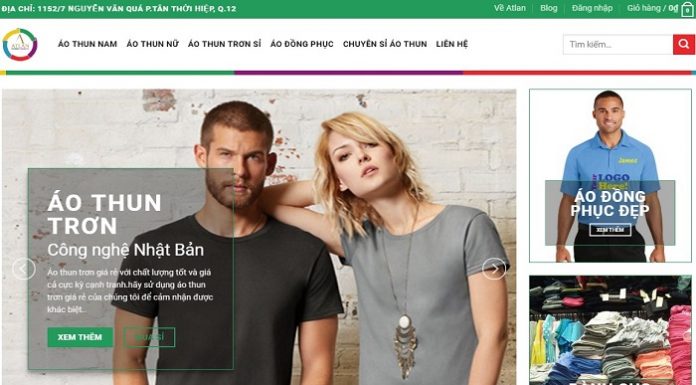 ĐỊA CHỈ: 1152/7 NGUYỄN VĂN QUÁ P.TÂN THỚI HIỆP, Q.12
Về Atlan
Blog
Đăng nhập
Giỏ hàng / 0₫
0
ATLAN
ÁO THUN NAM
ÁO THUN NỮ
ÁO THUN TRƠN SỈ
ÁO ĐỒNG PHỤC
CHUYÊN SỈ ÁO THUN
LIÊN HỆ
Tìm kiếm...
ÁO THUN
TRƠN
Công nghệ Nhật Bản
Áo thun trơn giá rẻ với chất lượng tốt và giá
cả cực kỳ cạnh tranh.hãy sử dụng áo thun
trơn giá rẻ của chúng tôi để cảm nhận được
khác biệt..
XEM THÊM
MUA SỈ
James
LOGO
Here!
ÁO ĐỒNG
PHỤC ĐẸP
XEM THÊM